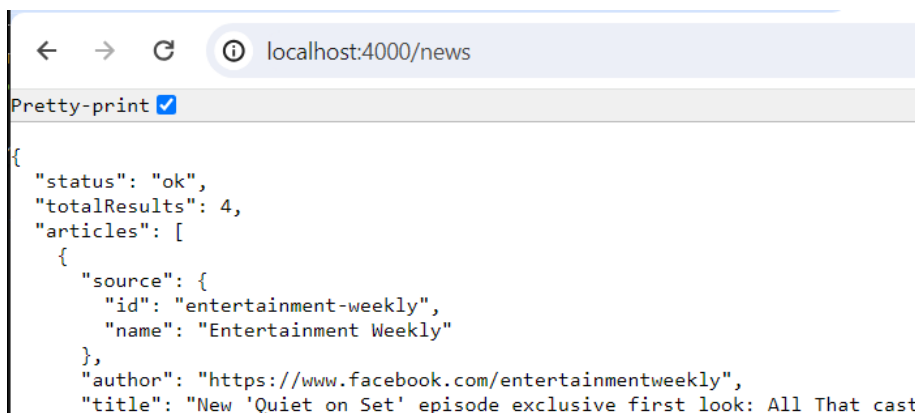 localhost:4000/news
Pretty-print
{
  "status": "ok",
  "totalResults": 4,
  "articles": [
    {
      "source": {
        "id": "entertainment-weekly",
        "name": "Entertainment Weekly"
      },
      "author": "https://www.facebook.com/entertainmentweekly",
      "title": "New 'Quiet on Set' episode exclusive first look: All That cast